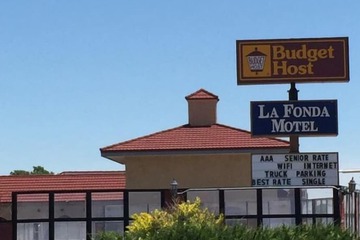 Budget
Host
LA FONDA
MOTEL
AAA SENIOR RATE
WIFI INTERNET
TRUCK PARKING
BEST RATE SINGLE